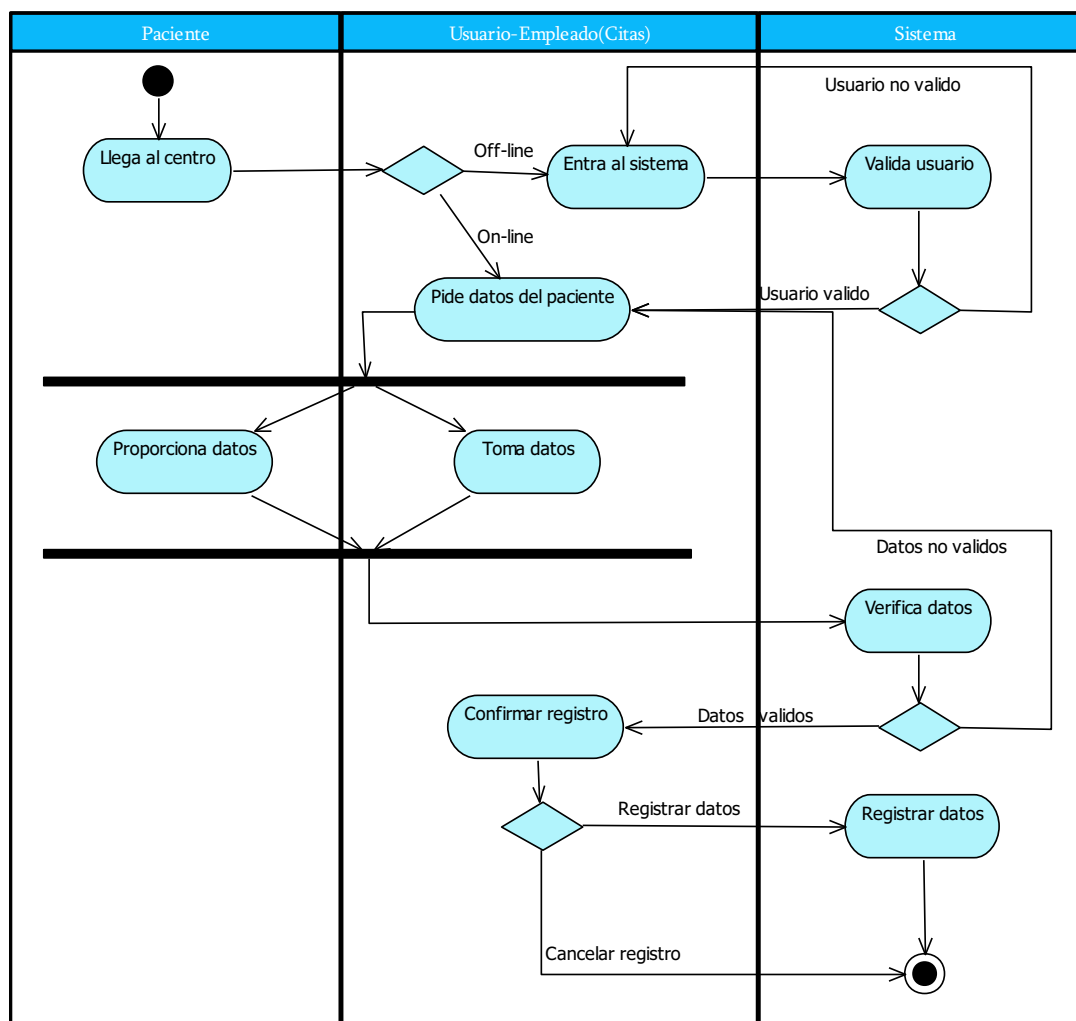 Paciente
Usuario-Empleado(Citas)
Sistema
Usuario no valido
Llega al centro
Off-line
Entra al sistema
Valida usuario
On-line
Pide datos del paciente
Usuario valido
Proporciona datos
Toma datos
Datos no validos
Verifica datos
Confirmar registro
Datos validos
Registrar datos
Registrar datos
Cancelar registro